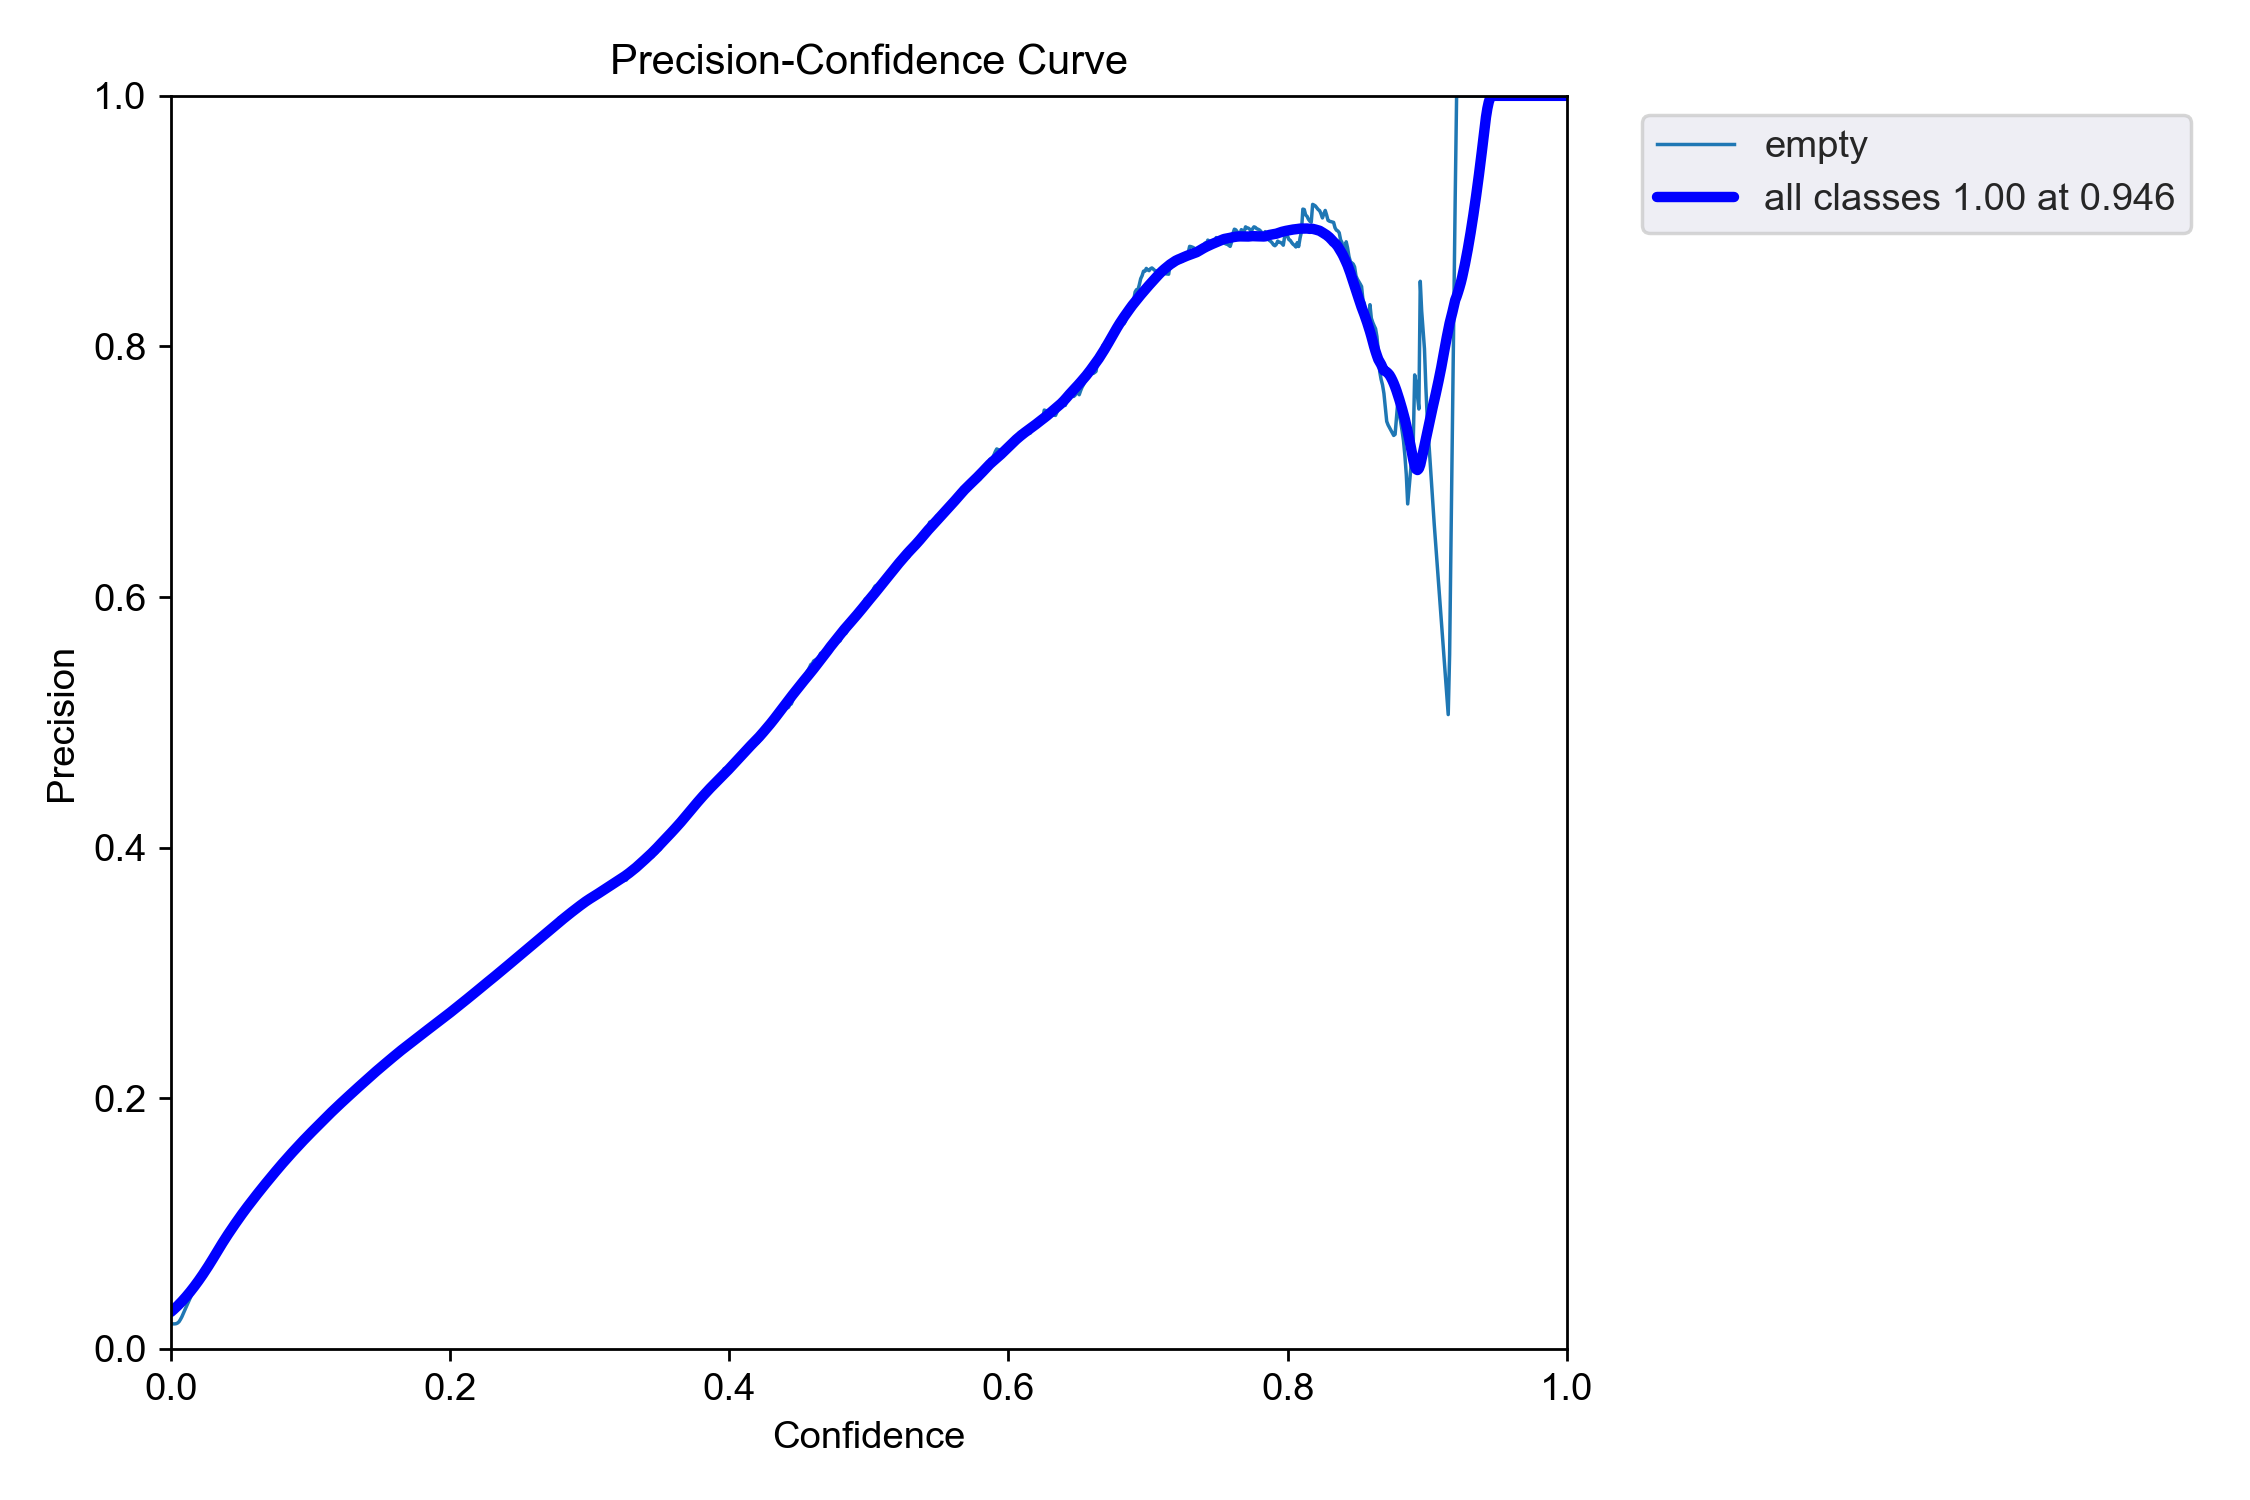 Precision-Confidence Curve
1.0
0.8
0.6
0.4
0.2
0.0
Precision
0.0 0.2 0.4 0.6 0.8 1.0
Confidence
empty
all classes 1.00 at 0.946